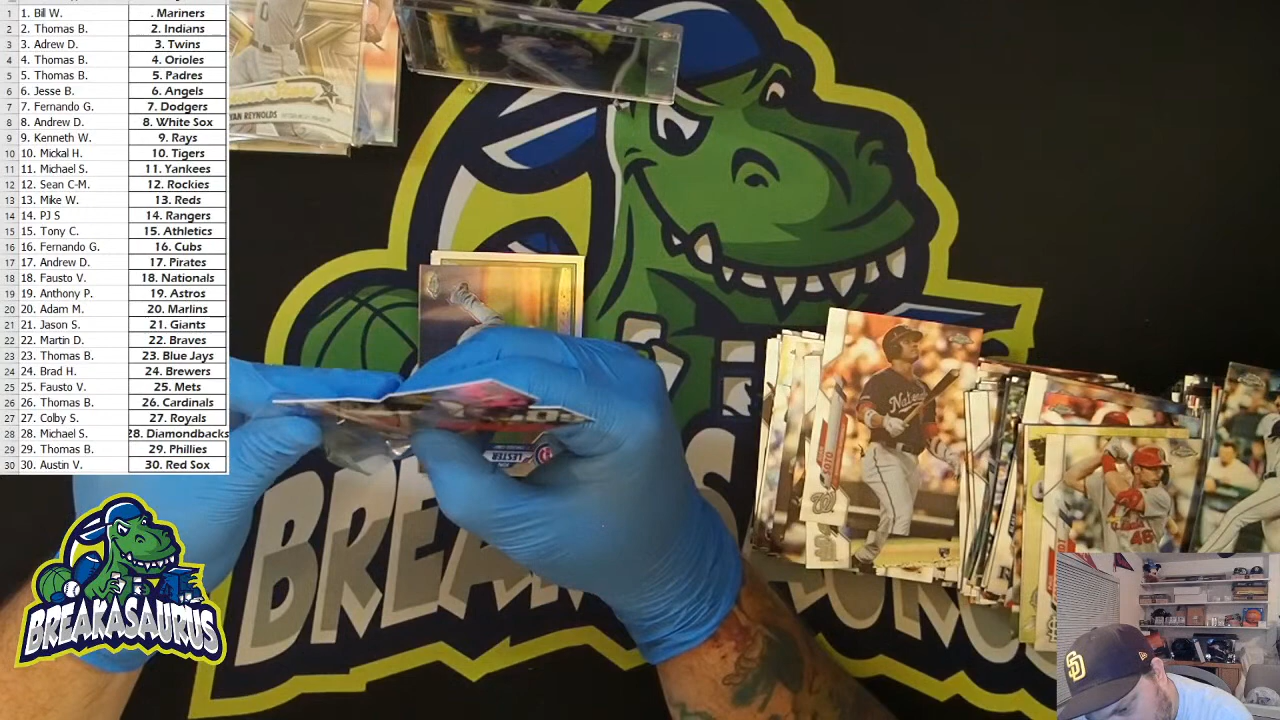 1 1. Bill W. . Mariners
2 2. Thomas B. 2. Indians
3 3. Adrew D. 3. Twins
4 4. Thomas B. 4. Orioles
5 5. Thomas B. 5. Padres
6 6. Jesse B. 6. Angels
7 7. Fernando G. 7. Dodgers
8 8. Andrew D. 8. White Sox
9 9. Kenneth W. 9. Rays
10 10. Mickal H. 10. Tigers
11 11. Michael S. 11. Yankees
12 12. Sean C-M. 12. Rockies
13 13. Mike W. 13. Reds
14 14. PJ S 14. Rangers
15 15. Tony C. 15. Athletics
16 16. Fernando G. 16. Cubs
17 17. Andrew D. 17. Pirates
18 18. Fausto V. 18. Nationals
19 19. Anthony P. 19. Astros
20 20. Adam M. 20. Marlins
21 21. Jason S. 21. Giants
22 22. Martin D. 22. Braves
23 23. Thomas B. 23. Blue Jays
24 24. Brad H. 24. Brewers
25 25. Fausto V. 25. Mets
26 26. Thomas B. 26. Cardinals
27 27. Colby S. 27. Royals
28 28. Michael S. 28. Diamondbacks
29 29. Thomas B. 29. Phillies
30 30. Austin V. 30. Red Sox
YAN REYNOLDS
LESTER
SOTO
W
46
BREAKASAURUS
SD